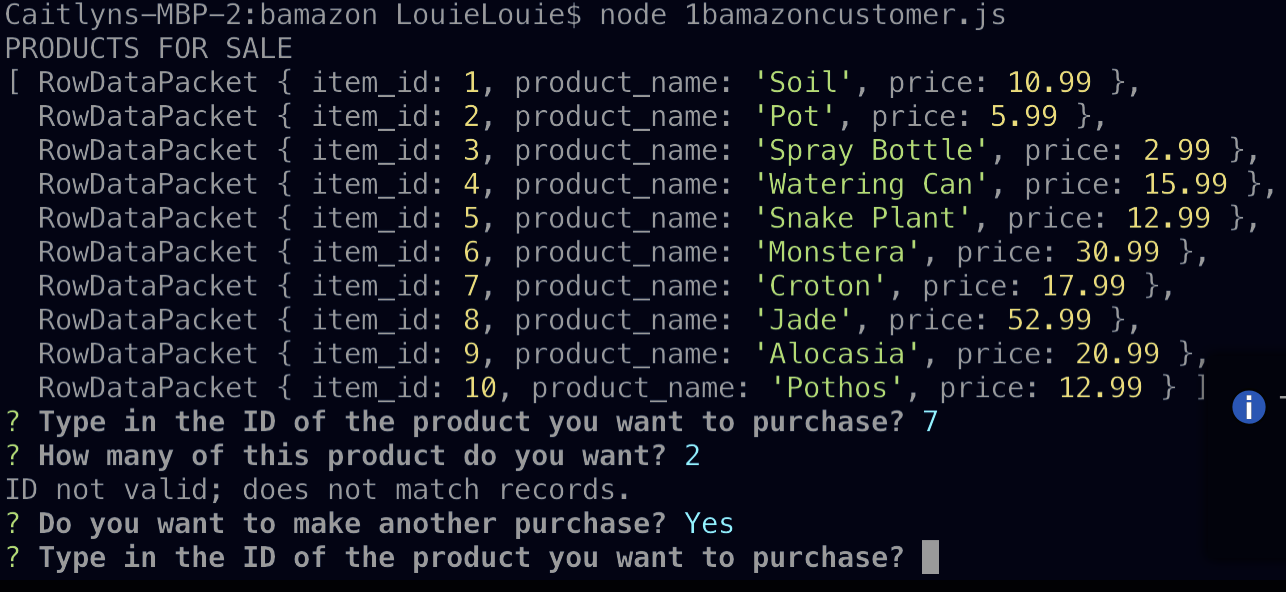 Caitlyns-MBP-2:bamazon LouieLouie$ node 1bamazoncustomer.js
PRODUCTS FOR SALE
[ RowDataPacket { item_id: 1, product_name: 'Soil', price: 10.99 },
  RowDataPacket { item_id: 2, product_name: 'Pot', price: 5.99 },
  RowDataPacket { item_id: 3, product_name: 'Spray Bottle', price: 2.99 },
  RowDataPacket { item_id: 4, product_name: 'Watering Can', price: 15.99 },
  RowDataPacket { item_id: 5, product_name: 'Snake Plant', price: 12.99 },
  RowDataPacket { item_id: 6, product_name: 'Monstera', price: 30.99 },
  RowDataPacket { item_id: 7, product_name: 'Croton', price: 17.99 },
  RowDataPacket { item_id: 8, product_name: 'Jade', price: 52.99 },
  RowDataPacket { item_id: 9, product_name: 'Alocasia', price: 20.99 },
  RowDataPacket { item_id: 10, product_name: 'Pothos', price: 12.99 } ]
? Type in the ID of the product you want to purchase? 7
? How many of this product do you want? 2
ID not valid; does not match records.
? Do you want to make another purchase? Yes
? Type in the ID of the product you want to purchase?